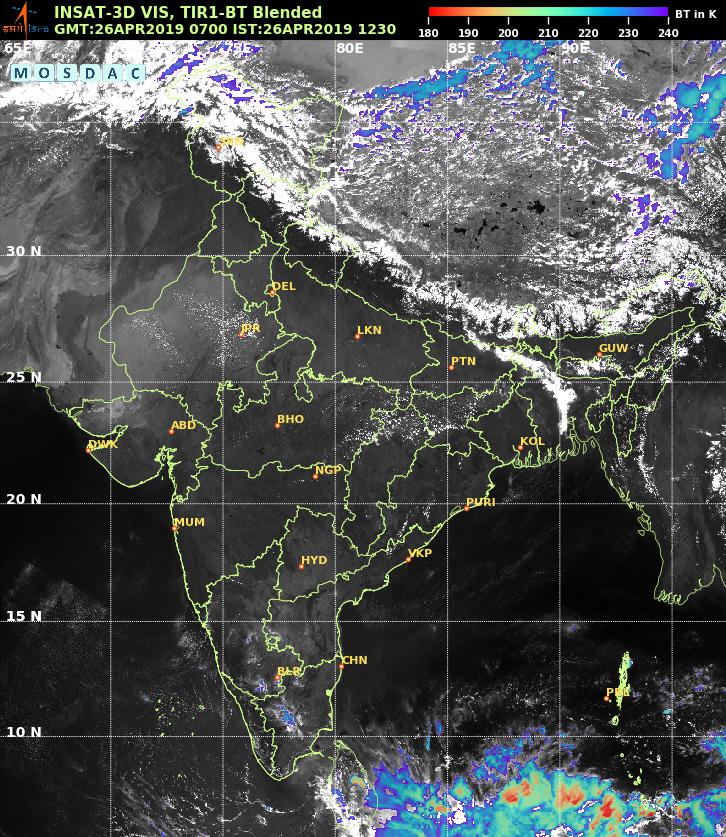 INSAT-3D VIS, TIR1-BT Blended
GMT:26APR2019 0700 IST:26APR2019 1230
BT in K
180 190 200 210 220 230 240
65E 75E 80E 85E 90E
M O S D A C
30 N
DEL
JPR LKN
GUW
PTN
25 N
BHO
ABD
DWK KOL
NGP
20 N PURI
MUM
VKP
HYD
15 N
CHN
BLR
10 N